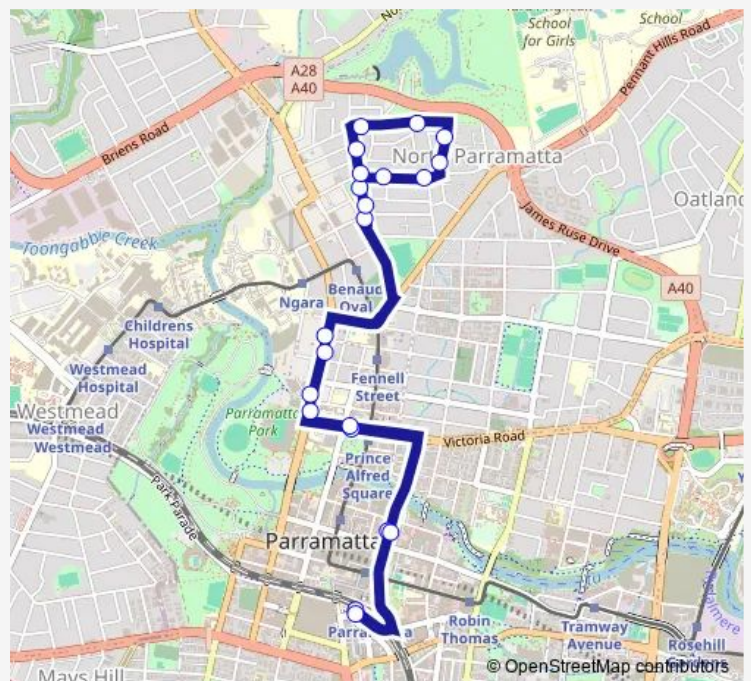 School
for Girls
School
Pennant Hills Road
A28
A40
Briens Road
North Parramatta
Oatland
James Ruse Drive
A40
Toongabbie Creek
Ngara
Benaud
Oval
Childrens
Hospital
Westmead
Hospital
Fennell
Street
Westmead
Westmead
Westmead
Parramatta
Park
Victoria Road
Prince
Alfred
Square
Park Parade
Parramatta
Robin
Thomas
Tramway
Avenue
Rosehill
Gardens
Mays Hill
© OpenStreetMap contributors